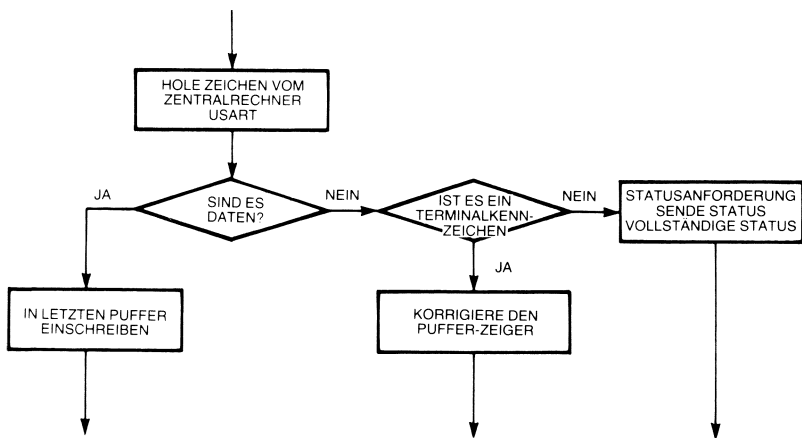 HOLE ZEICHEN VOM
ZENTRALRECHNER
USART
JA
SIND ES
DATEN?
NEIN
IST ES EIN
TERMINALKENN-
ZEICHEN
NEIN
STATUSANFORDERUNG
SENDE STATUS
VOLLSTÄNDIGE STATUS
JA
IN LETZTEN PUFFER
EINSCHREIBEN
KORRIGIERE DEN
PUFFER-ZEIGER